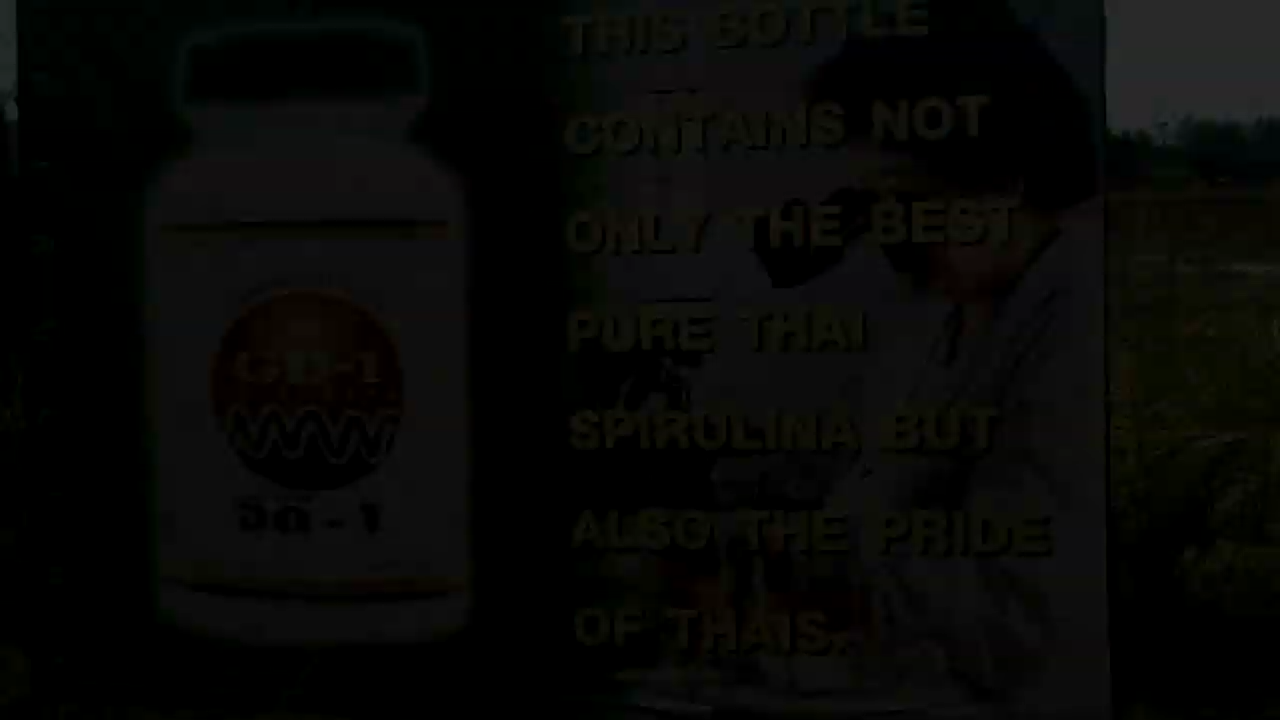 THIS BOTTLE
CONTAINS NOT
ONLY THE BEST
PURE THAI
SPIRULINA BUT
ALSO THE PRIDE
OF THAIS.